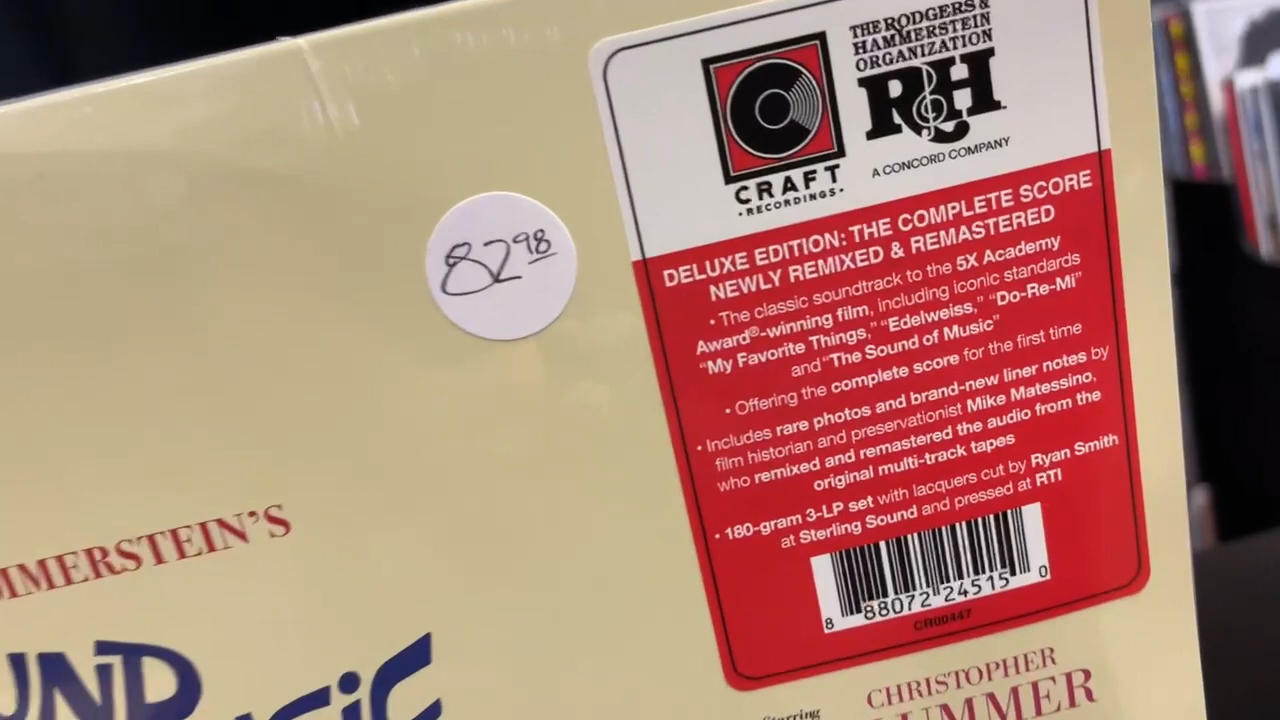 THE RODGERS &
HAMMERSTEIN
ORGANIZATION
R&H
A CONCORD COMPANY
CRAFT
• RECORDINGS •
82 98
DELUXE EDITION: THE COMPLETE SCORE
NEWLY REMIXED & REMASTERED
• The classic soundtrack to the 5X Academy
Award®-winning film, including iconic standards
“My Favorite Things,” “Edelweiss,” “Do-Re-Mi”
and “The Sound of Music”
• Offering the complete score for the first time
• Includes rare photos and brand-new liner notes by
film historian and preservationist Mike Matessino,
who remixed and remastered the audio from the
original multi-track tapes
• 180-gram 3-LP set with lacquers cut by Ryan Smith
at Sterling Sound and pressed at RTI
8 88072 24515 0
CR00447
MMERSTEIN’S
UND
usic
Starring
CHRISTOPHER
LUMMER